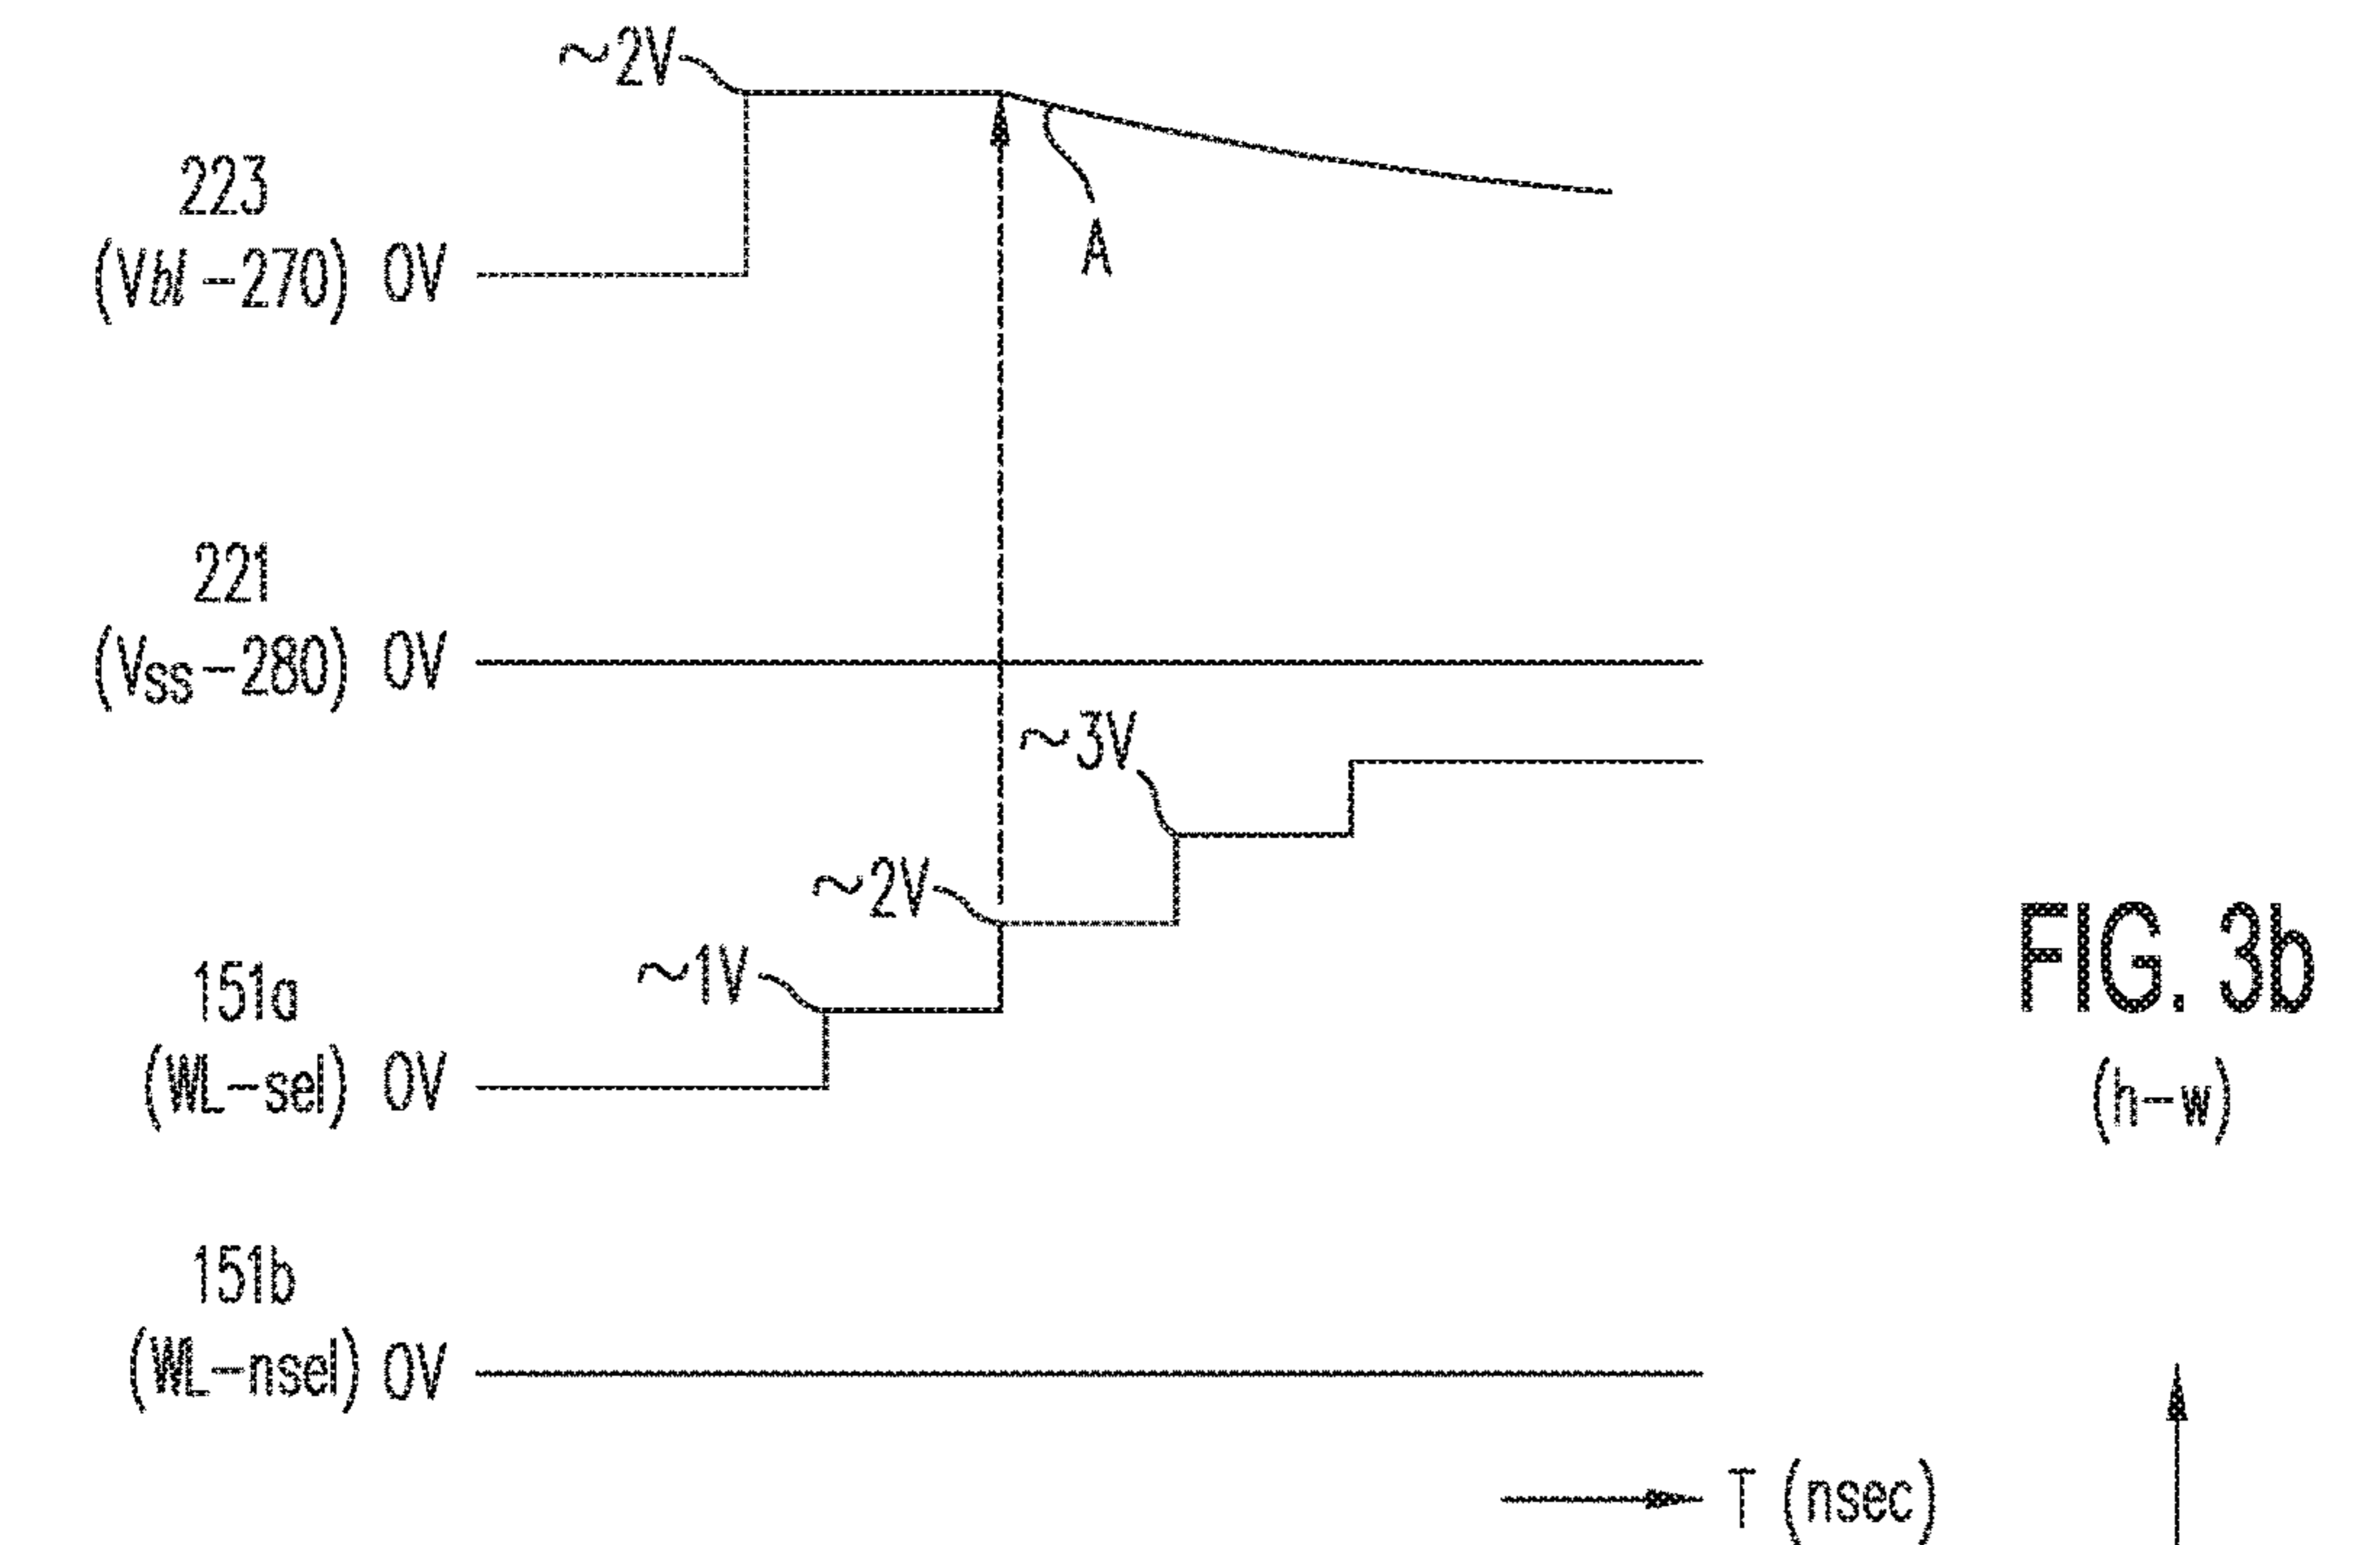 ~2V
223
(Vbl-270) 0V
A
221
(VSS-280) 0V
~3V
~2V
~1V
151a
(WL-sel) 0V
FIG. 3b
(h-w)
151b
(WL-nsel) 0V
T (nsec)